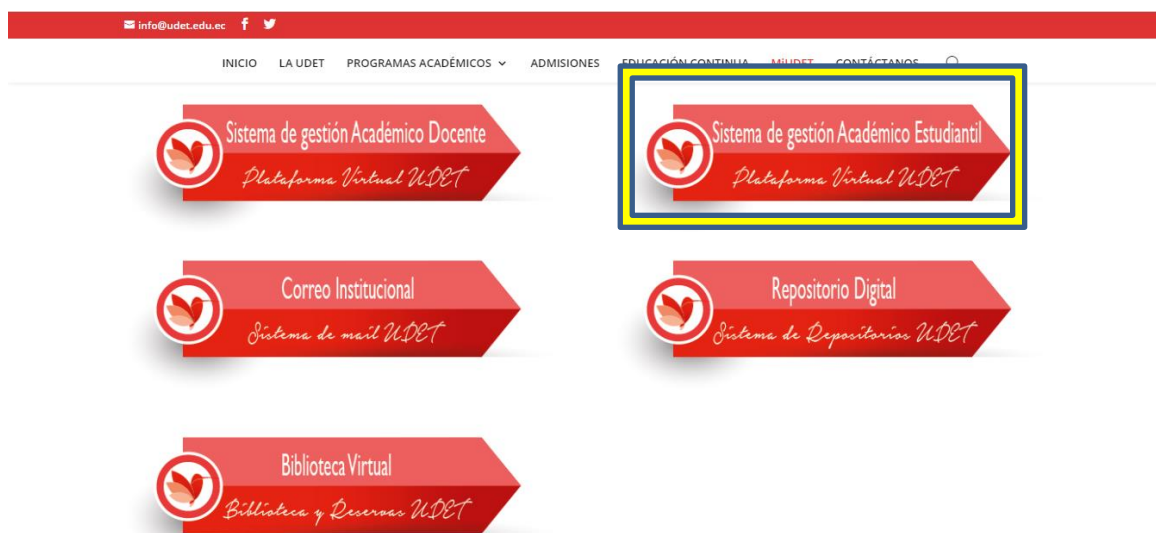 info@udet.edu.ec
INICIO LA UDET PROGRAMAS ACADÉMICOS ADMISIONES EDUCACIÓN CONTINUA MiUDET CONTÁCTANOS
Sistema de gestión Académico Docente
Plataforma Virtual UDET
Sistema de gestión Académico Estudiantil
Plataforma Virtual UDET
Correo Institucional
Sistema de mail UDET
Repositorio Digital
Sistema de Repositorios UDET
Biblioteca Virtual
Biblioteca y Reservas UDET